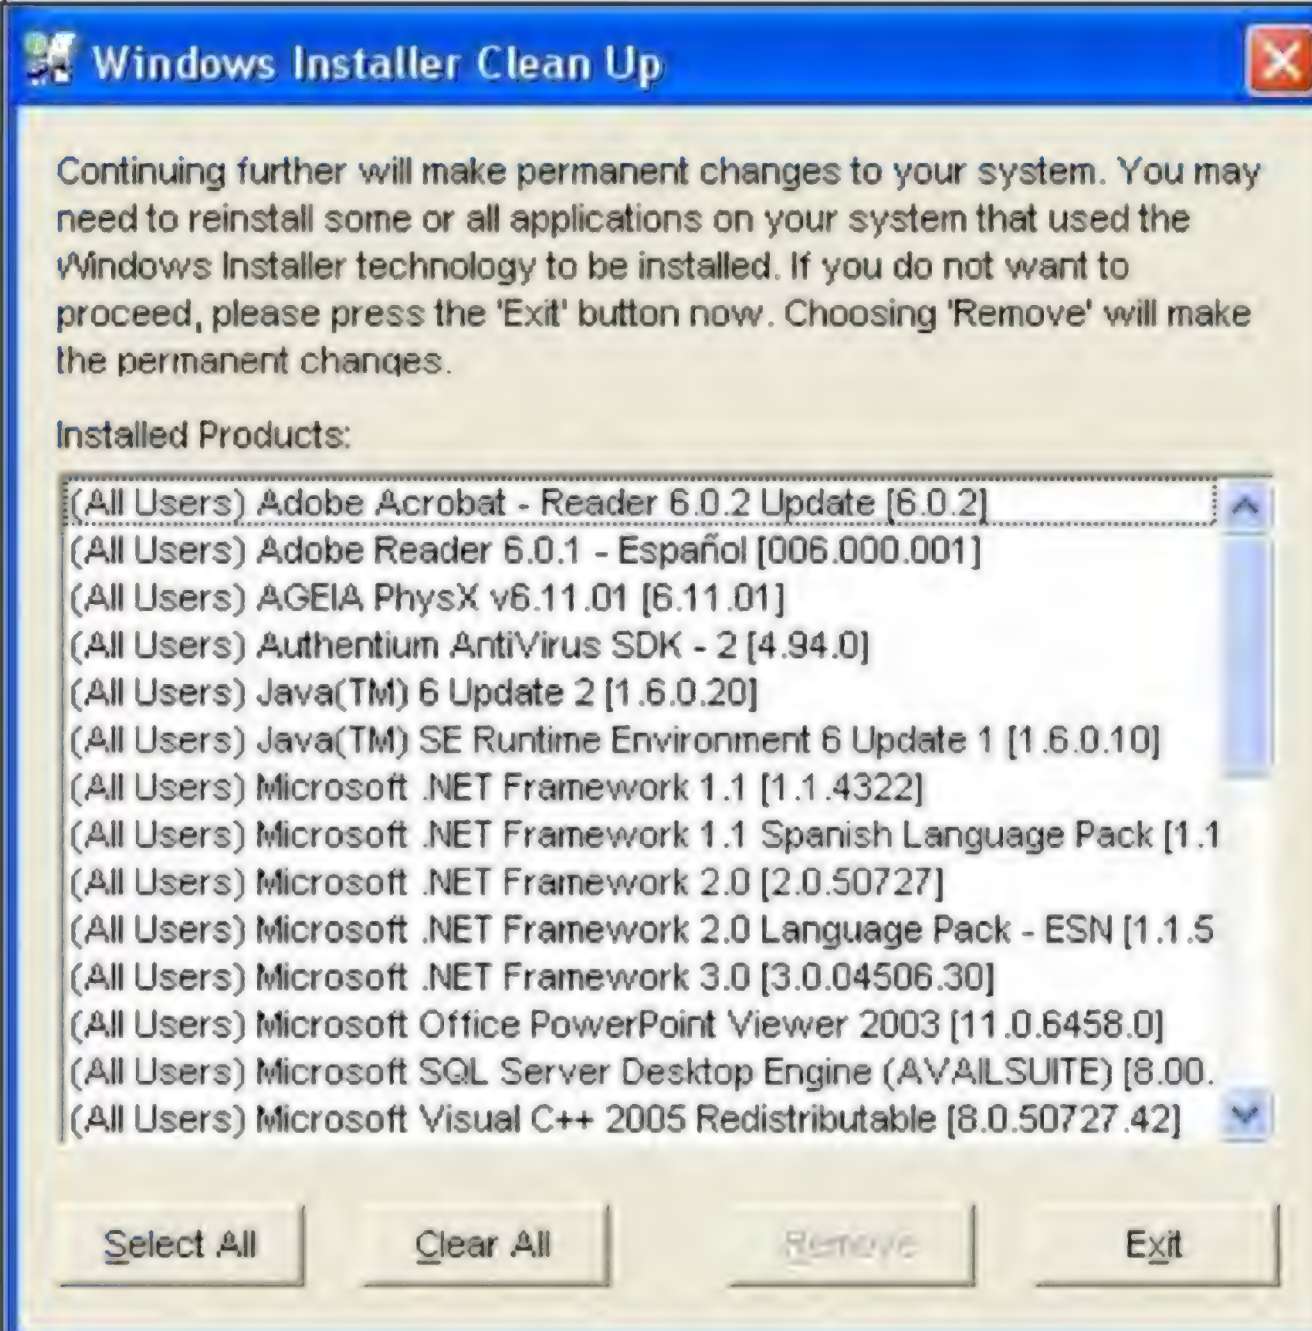 Windows Installer Clean Up
Continuing further will make permanent changes to your system. You may
need to reinstall some or all applications on your system that used the
Windows Installer technology to be installed. If you do not want to
proceed, please press the 'Exit' button now. Choosing 'Remove' will make
the permanent changes.
Installed Products:
(All Users) Adobe Acrobat - Reader 6.0.2 Update [6.0.2]
(All Users) Adobe Reader 6.0.1 - Español [006.000.001]
(All Users) AGEIA PhysX v6.11.01 [6.11.01]
(All Users) Authentium AntiVirus SDK - 2 [4.94.0]
(All Users) Java(TM) 6 Update 2 [1.6.0.20]
(All Users) Java(TM) SE Runtime Environment 6 Update 1 [1.6.0.10]
(All Users) Microsoft .NET Framework 1.1 [1.1.4322]
(All Users) Microsoft .NET Framework 1.1 Spanish Language Pack [1.1
(All Users) Microsoft .NET Framework 2.0 [2.0.50727]
(All Users) Microsoft .NET Framework 2.0 Language Pack - ESN [1.1.5
(All Users) Microsoft .NET Framework 3.0 [3.0.04506.30]
(All Users) Microsoft Office PowerPoint Viewer 2003 [11.0.6458.0]
(All Users) Microsoft SQL Server Desktop Engine (AVAILSUITE) [8.00.
(All Users) Microsoft Visual C++ 2005 Redistributable [8.0.50727.42]
Select All Clear All Remove Exit